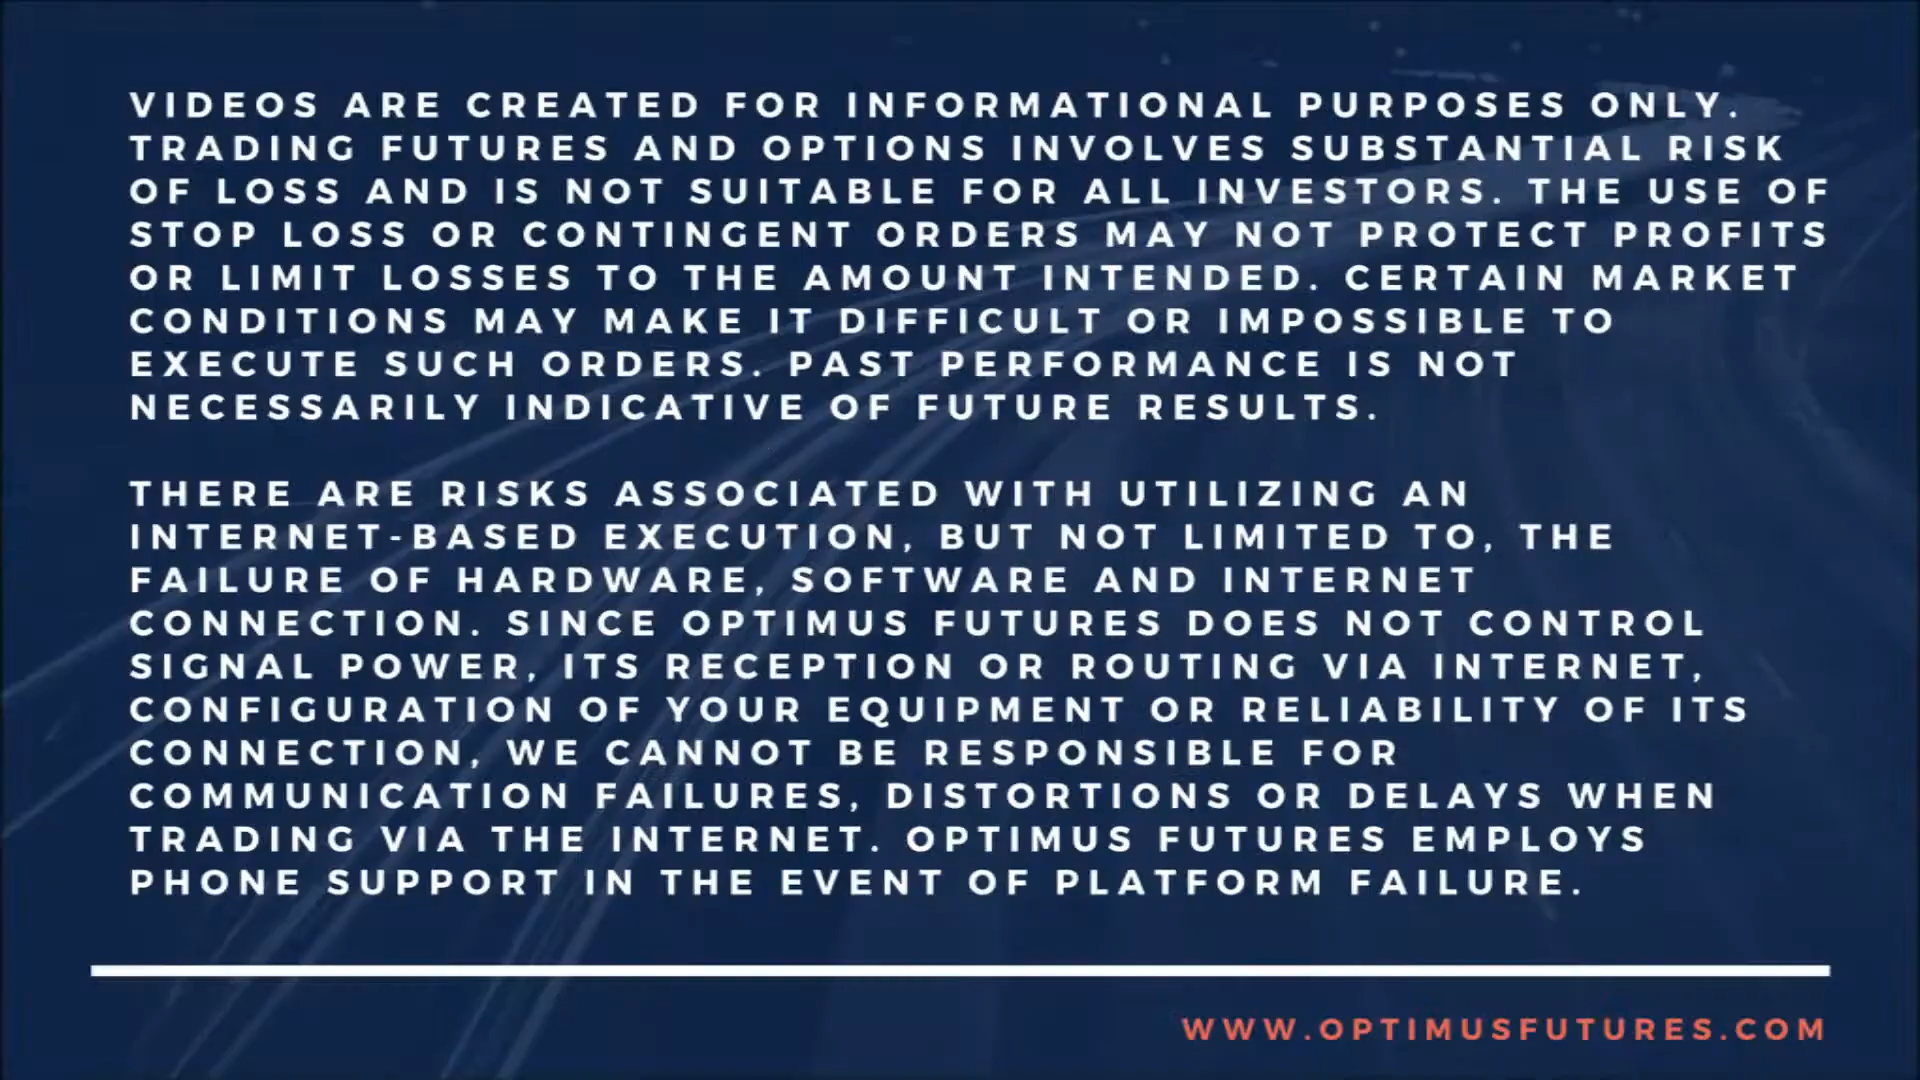 VIDEOS ARE CREATED FOR INFORMATIONAL PURPOSES ONLY.
TRADING FUTURES AND OPTIONS INVOLVES SUBSTANTIAL RISK
OF LOSS AND IS NOT SUITABLE FOR ALL INVESTORS. THE USE OF
STOP LOSS OR CONTINGENT ORDERS MAY NOT PROTECT PROFITS
OR LIMIT LOSSES TO THE AMOUNT INTENDED. CERTAIN MARKET
CONDITIONS MAY MAKE IT DIFFICULT OR IMPOSSIBLE TO
EXECUTE SUCH ORDERS. PAST PERFORMANCE IS NOT
NECESSARILY INDICATIVE OF FUTURE RESULTS.
THERE ARE RISKS ASSOCIATED WITH UTILIZING AN
INTERNET-BASED EXECUTION, BUT NOT LIMITED TO, THE
FAILURE OF HARDWARE, SOFTWARE AND INTERNET
CONNECTION. SINCE OPTIMUS FUTURES DOES NOT CONTROL
SIGNAL POWER, ITS RECEPTION OR ROUTING VIA INTERNET,
CONFIGURATION OF YOUR EQUIPMENT OR RELIABILITY OF ITS
CONNECTION, WE CANNOT BE RESPONSIBLE FOR
COMMUNICATION FAILURES, DISTORTIONS OR DELAYS WHEN
TRADING VIA THE INTERNET. OPTIMUS FUTURES EMPLOYS
PHONE SUPPORT IN THE EVENT OF PLATFORM FAILURE.
WWW.OPTIMUSFUTURES.COM